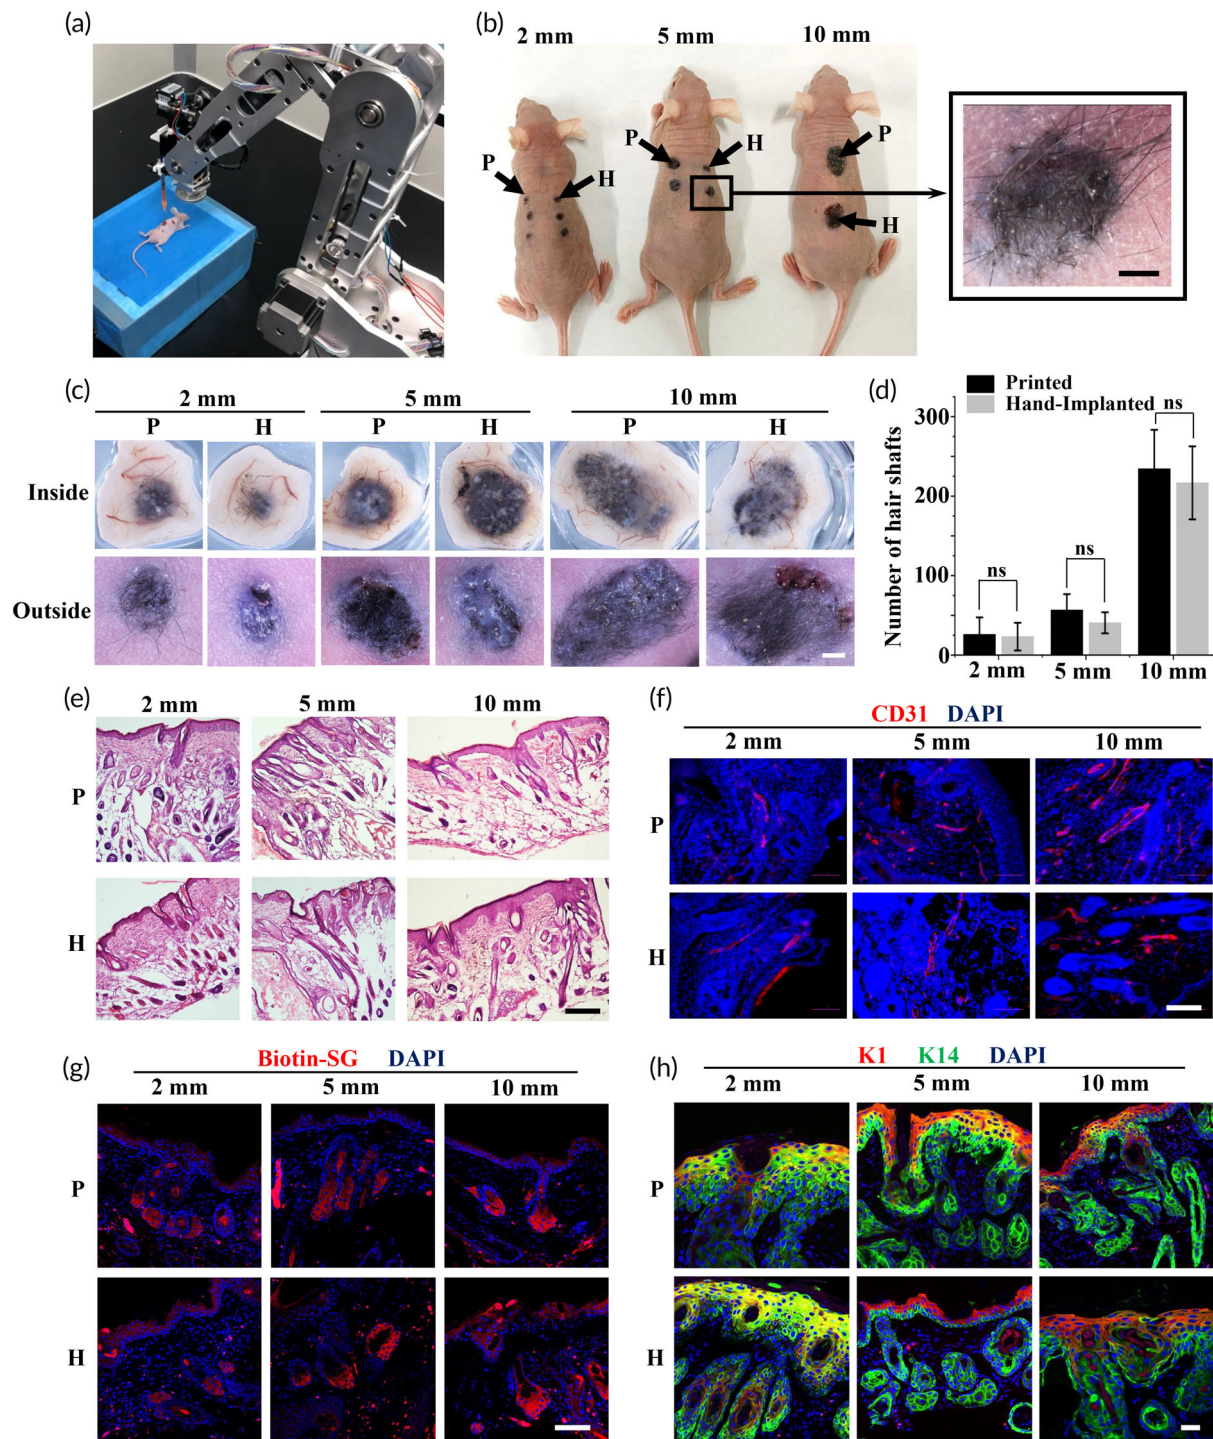 (a)
(b)
2 mm 5 mm 10 mm
P H P H P H
(c)
2 mm 5 mm 10 mm
P H P H P H
Inside
Outside
(d)
Printed
Hand-Implanted
Number of hair shafts
300
200
100
0
ns ns ns
2 mm 5 mm 10 mm
(e)
2 mm 5 mm 10 mm
P
H
(f)
CD31 DAPI
2 mm 5 mm 10 mm
P
H
(g)
Biotin-SG DAPI
2 mm 5 mm 10 mm
P
H
(h)
K1 K14 DAPI
2 mm 5 mm 10 mm
P
H